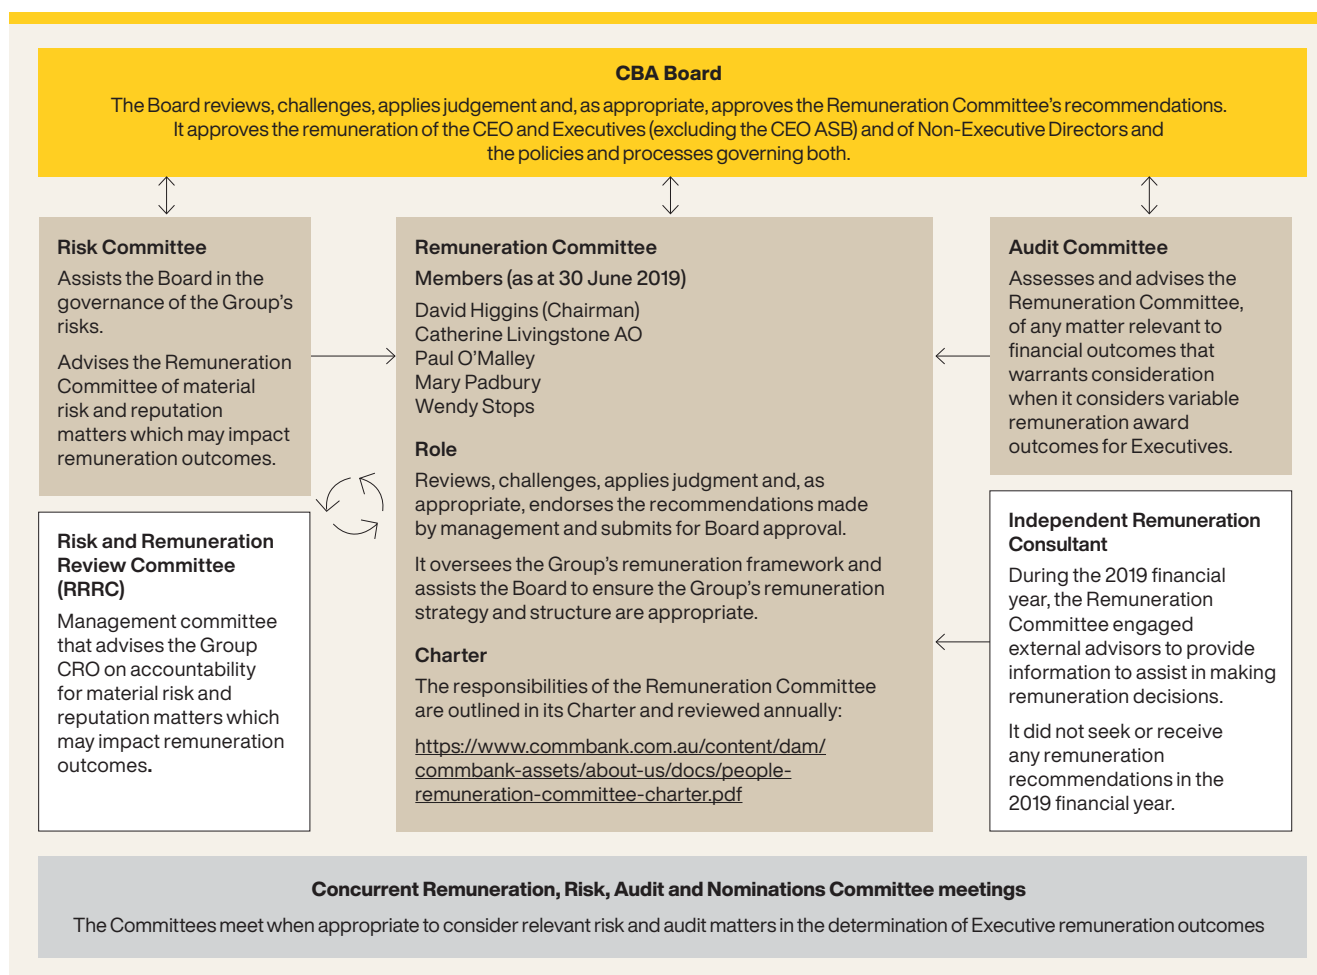 CBA Board
The Board reviews, challenges, applies judgement and, as appropriate, approves the Remuneration Committee's recommendations.
It approves the remuneration of the CEO and Executives (excluding the CEO ASB) and of Non-Executive Directors and
the policies and processes governing both.
Risk Committee
Assists the Board in the
governance of the Group's
risks.
Advises the Remuneration
Committee of material
risk and reputation
matters which may impact
remuneration outcomes.
Risk and Remuneration
Review Committee
(RRRC)
Management committee
that advises the Group
CRO on accountability
for material risk and
reputation matters which
may impact remuneration
outcomes.
Remuneration Committee
Members (as at 30 June 2019)
David Higgins (Chairman)
Catherine Livingstone AO
Paul O'Malley
Mary Padbury
Wendy Stops
Role
Reviews, challenges, applies judgment and, as
appropriate, endorses the recommendations made
by management and submits for Board approval.
It oversees the Group's remuneration framework and
assists the Board to ensure the Group's remuneration
strategy and structure are appropriate.
Charter
The responsibilities of the Remuneration Committee
are outlined in its Charter and reviewed annually:
https://www.commbank.com.au/content/dam/
commbank-assets/about-us/docs/people-
remuneration-committee-charter.pdf
Audit Committee
Assesses and advises the
Remuneration Committee,
of any matter relevant to
financial outcomes that
warrants consideration
when it considers variable
remuneration award
outcomes for Executives.
Independent Remuneration
Consultant
During the 2019 financial
year, the Remuneration
Committee engaged
external advisors to provide
information to assist in making
remuneration decisions.
It did not seek or receive
any remuneration
recommendations in the
2019 financial year.
Concurrent Remuneration, Risk, Audit and Nominations Committee meetings
The Committees meet when appropriate to consider relevant risk and audit matters in the determination of Executive remuneration outcomes